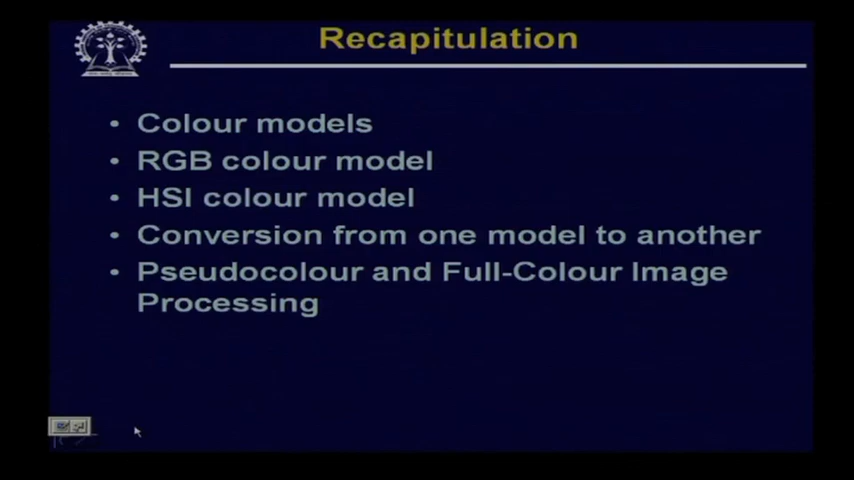 Recapitulation
• Colour models
• RGB colour model
• HSI colour model
• Conversion from one model to another
• Pseudocolour and Full-Colour Image
Processing